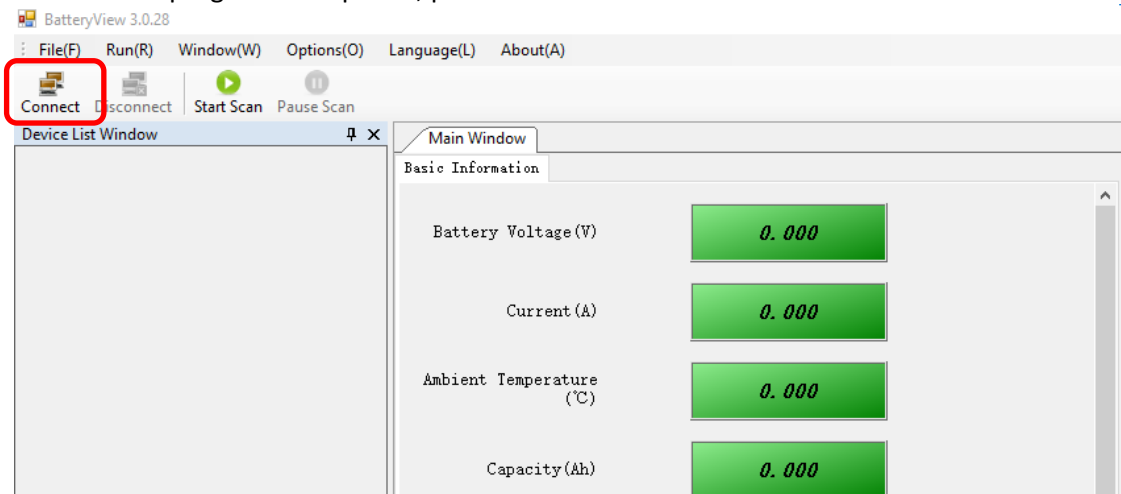 BatteryView 3.0.28
File(F) Run(R) Window(W) Options(O) Language(L) About(A)
Connect Disconnect Start Scan Pause Scan
Device List Window
Main Window
Basic Information
Battery Voltage(V) 0.000
Current(A) 0.000
Ambient Temperature
(℃) 0.000
Capacity(Ah) 0.000